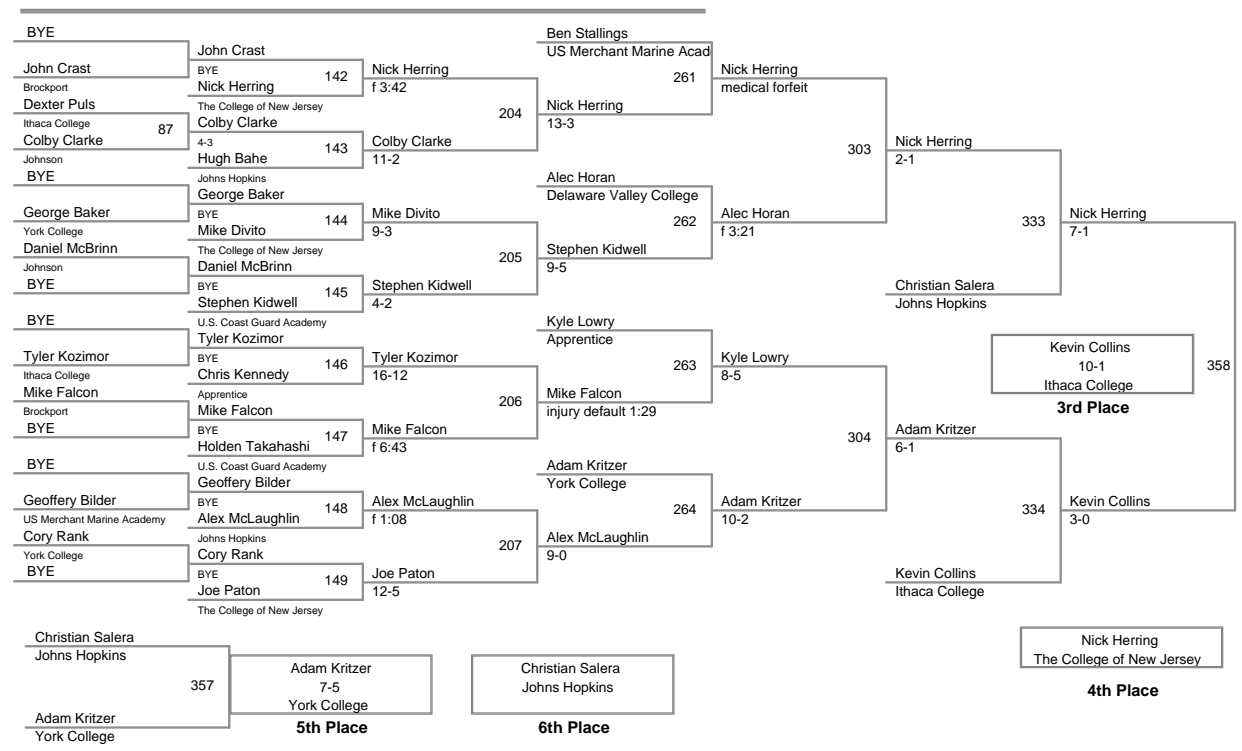 BYE
John Crast
Brockport
Dexter Puls
Ithaca College
87
Colby Clarke
Johnson
BYE
George Baker
York College
Daniel McBrinn
Johnson
BYE
BYE
Tyler Kozimor
Ithaca College
Mike Falcon
Brockport
BYE
BYE
Geoffery Bilder
US Merchant Marine Academy
Cory Rank
York College
BYE
John Crast
BYE
142
Nick Herring
The College of New Jersey
Colby Clarke
4-3
143
Hugh Bahe
Johns Hopkins
George Baker
BYE
144
Mike Divito
The College of New Jersey
Daniel McBrinn
BYE
145
Stephen Kidwell
U.S. Coast Guard Academy
Tyler Kozimor
BYE
146
Chris Kennedy
Apprentice
Mike Falcon
BYE
147
Holden Takahashi
U.S. Coast Guard Academy
Geoffery Bilder
BYE
148
Alex McLaughlin
Johns Hopkins
Cory Rank
BYE
149
Joe Paton
The College of New Jersey
Nick Herring
f 3:42
204
Colby Clarke
11-2
Mike Divito
9-3
205
Stephen Kidwell
4-2
Tyler Kozimor
16-12
206
Mike Falcon
f 6:43
Alex McLaughlin
f 1:08
207
Joe Paton
12-5
Ben Stallings
US Merchant Marine Acad
261
Nick Herring
13-3
Alec Horan
Delaware Valley College
262
Stephen Kidwell
9-5
Kyle Lowry
Apprentice
263
Mike Falcon
injury default 1:29
Adam Kritzer
York College
264
Alex McLaughlin
9-0
Nick Herring
medical forfeit
303
Alec Horan
f 3:21
Kyle Lowry
8-5
304
Adam Kritzer
10-2
Nick Herring
2-1
333
Christian Salera
Johns Hopkins
Adam Kritzer
6-1
334
Kevin Collins
Ithaca College
Nick Herring
7-1
358
Kevin Collins
3-0
Kevin Collins
10-1
Ithaca College
3rd Place
Christian Salera
Johns Hopkins
357
Adam Kritzer
York College
Adam Kritzer
7-5
York College
5th Place
Christian Salera
Johns Hopkins
6th Place
Nick Herring
The College of New Jersey
4th Place